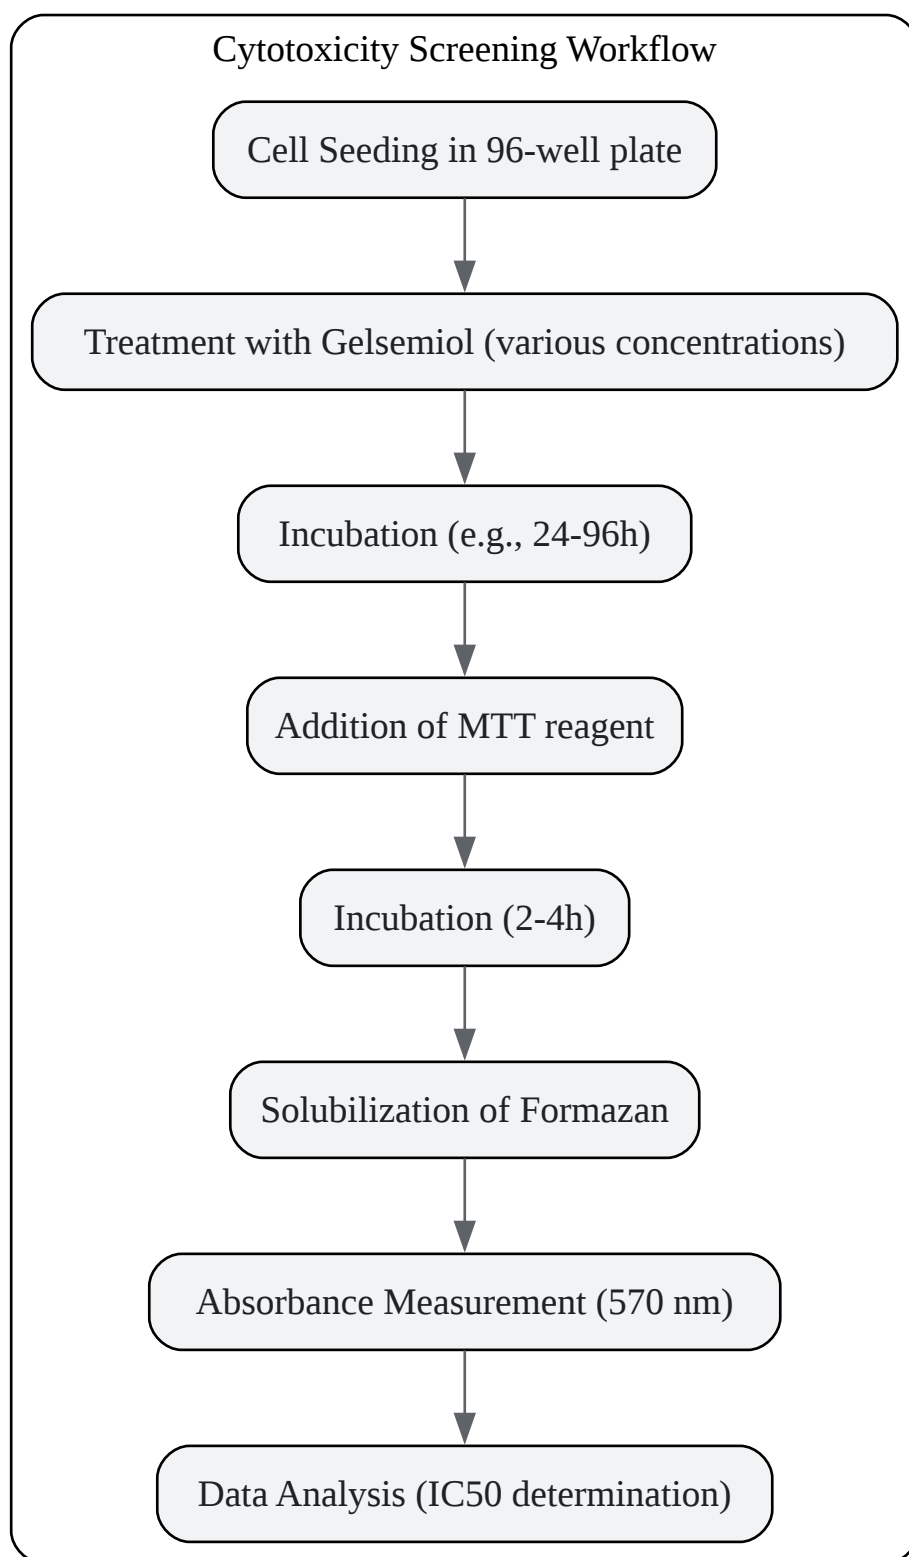 Cytotoxicity Screening Workflow
Cell Seeding in 96-well plate
Treatment with Gelsemiol (various concentrations)
Incubation (e.g., 24-96h)
Addition of MTT reagent
Incubation (2-4h)
Solubilization of Formazan
Absorbance Measurement (570 nm)
Data Analysis (IC50 determination)